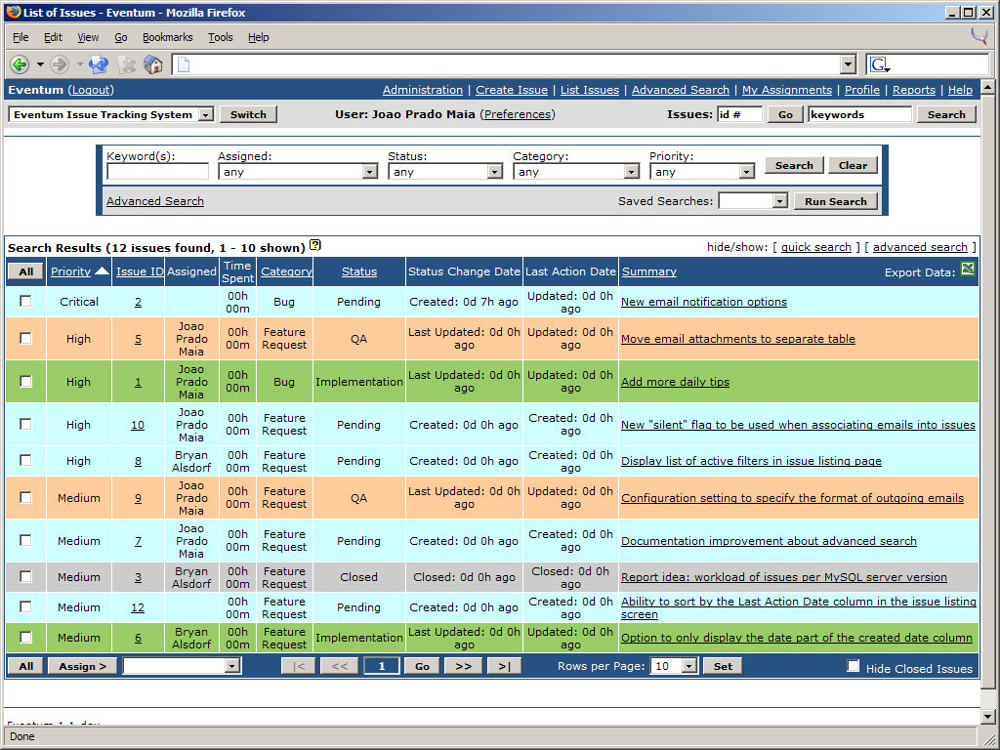 List of Issues - Eventum - Mozilla Firefox
File Edit View Go Bookmarks Tools Help
G
Eventum (Logout) Administration | Create Issue | List Issues | Advanced Search | My Assignments | Profile | Reports | Help
Eventum Issue Tracking System Switch User: Joao Prado Maia (Preferences) Issues: id # Go keywords Search
Keyword(s): Assigned: Status: Category: Priority:
any any any any Search Clear
Advanced Search Saved Searches: Run Search
Search Results (12 issues found, 1 - 10 shown) ? hide/show: [ quick search ] [ advanced search ]
All Priority Issue ID Assigned Time Spent Category Status Status Change Date Last Action Date Summary Export Data:
Critical 2 00h 00m Bug Pending Created: 0d 7h ago Updated: 0d 0h ago New email notification options
High 5 Joao Prado Maia 00h 00m Feature Request QA Last Updated: 0d 0h ago Updated: 0d 0h ago Move email attachments to separate table
High 1 Joao Prado Maia 00h 00m Bug Implementation Last Updated: 0d 0h ago Updated: 0d 0h ago Add more daily tips
High 10 Joao Prado Maia 00h 00m Feature Request Pending Created: 0d 0h ago Created: 0d 0h ago New "silent" flag to be used when associating emails into issues
High 8 Bryan Alsdorf 00h 00m Feature Request Pending Created: 0d 0h ago Created: 0d 0h ago Display list of active filters in issue listing page
Medium 9 Joao Prado Maia 00h 00m Feature Request QA Last Updated: 0d 0h ago Updated: 0d 0h ago Configuration setting to specify the format of outgoing emails
Medium 7 Joao Prado Maia 00h 00m Feature Request Pending Created: 0d 0h ago Created: 0d 0h ago Documentation improvement about advanced search
Medium 3 Bryan Alsdorf 00h 00m Feature Request Closed Closed: 0d 0h ago Closed: 0d 0h ago Report idea: workload of issues per MySQL server version
Medium 12 00h 00m Feature Request Pending Created: 0d 0h ago Created: 0d 0h ago Ability to sort by the Last Action Date column in the issue listing screen
Medium 6 Bryan Alsdorf 00h 00m Feature Request Implementation Last Updated: 0d 0h ago Updated: 0d 0h ago Option to only display the date part of the created date column
All Assign > |< << 1 Go >> >| Rows per Page: 10 Set Hide Closed Issues
Done